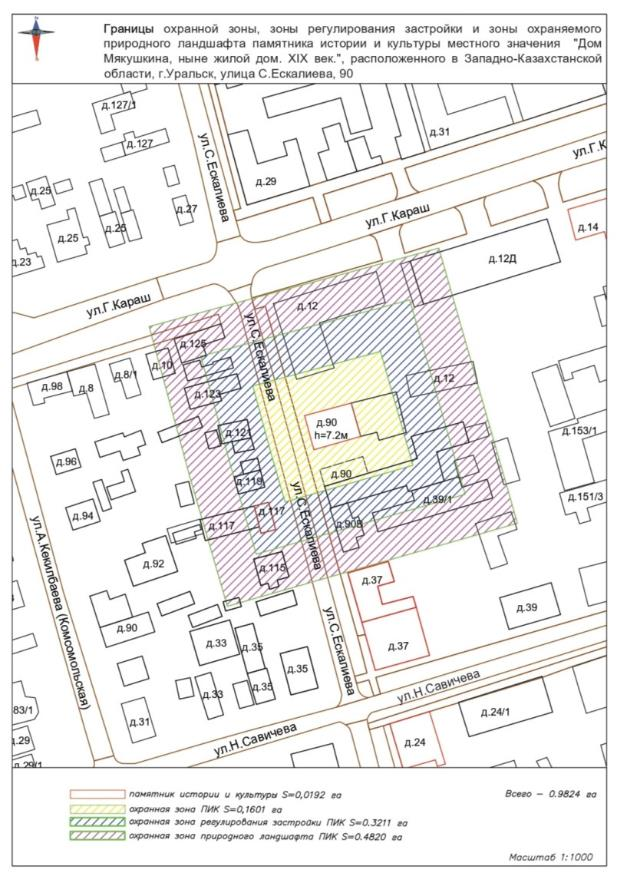 Границы охранной зоны, зоны регулирования застройки и зоны охраняемого
природного ландшафта памятника истории и культуры местного значения "Дом
Мякушкина, ныне жилой дом. XIX век.", расположенного в Западно-Казахстанской
области, г.Уральск, улица С.Ескалиева, 90
д.127/1
д.31
ул.С.Ескалиева
д.127
ул.Г.К
д.29
д.25
д.27
ул.Г.Караш
д.25
д.25
д.14
д.23
д.12Д
ул.Г.Караш
д.12
ул.С.Ескалиева
д.125
д.10
д.8/1
д.12
д.98
д.8
д.123
д.90
h=7.2м
д.121
д.153/1
д.96
д.90
д.119
д.39/1
д.151/3
ул.С.Ескалиева
д.94
д.117
д.117
д.90Б
ул.А.Кекилбаева (Комсомольская)
д.92
д.115
д.37
ул.С.Ескалиева
д.39
д.90
д.33
д.35
д.37
д.35
ул.Н.Савичева
д.33
д.35
83/1
д.31
д.24/1
д.29
ул.Н.Савичева
д.24
д.29/1
памятник истории и культуры S=0,0192 га
Всего – 0.9824 га
охранная зона ПИК S=0,1601 га
охранная зона регулирования застройки ПИК S=0.3211 га
охранная зона природного ландшафта ПИК S=0.4820 га
Масштаб 1:1000